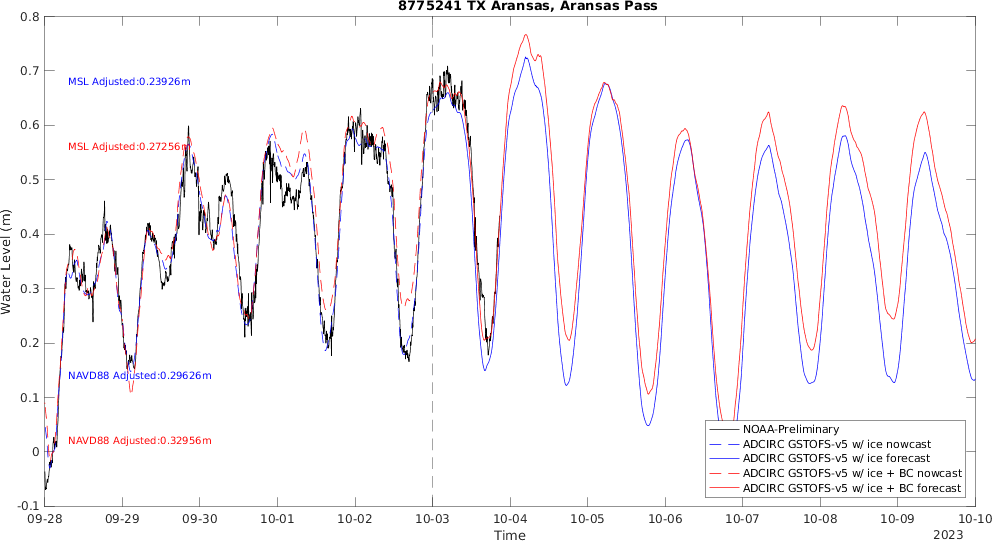 8775241 TX Aransas, Aransas Pass
0.8
0.7
0.6
0.5
0.4
0.3
0.2
0.1
0
-0.1
Water Level (m)
MSL Adjusted:0.23926m
MSL Adjusted:0.27256m
NAVD88 Adjusted:0.29626m
NAVD88 Adjusted:0.32956m
NOAA-Preliminary
ADCIRC GSTOFS-v5 w/ ice nowcast
ADCIRC GSTOFS-v5 w/ ice forecast
ADCIRC GSTOFS-v5 w/ ice + BC nowcast
ADCIRC GSTOFS-v5 w/ ice + BC forecast
09-28 09-29 09-30 10-01 10-02 10-03 10-04 10-05 10-06 10-07 10-08 10-09 10-10
Time
2023